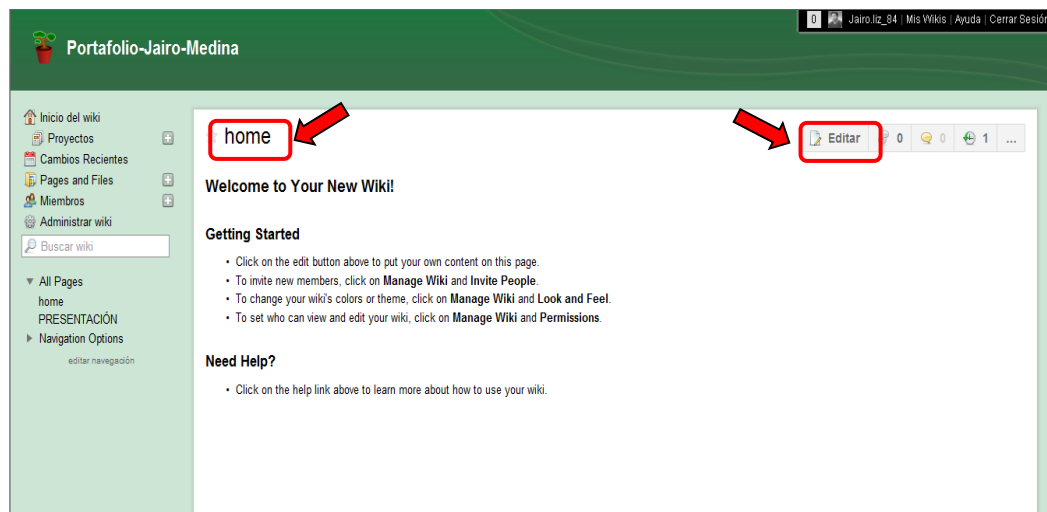 0 Jairo.liz_84 | Mis Wikis | Ayuda | Cerrar Sesión
Portafolio-Jairo-Medina
Inicio del wiki
Proyectos
Cambios Recientes
Pages and Files
Miembros
Administrar wiki
Buscar wiki
All Pages
home
PRESENTACIÓN
Navigation Options
editar navegación
home
Editar 0 0 1 ...
Welcome to Your New Wiki!
Getting Started
• Click on the edit button above to put your own content on this page.
• To invite new members, click on Manage Wiki and Invite People.
• To change your wiki's colors or theme, click on Manage Wiki and Look and Feel.
• To set who can view and edit your wiki, click on Manage Wiki and Permissions.
Need Help?
• Click on the help link above to learn more about how to use your wiki.